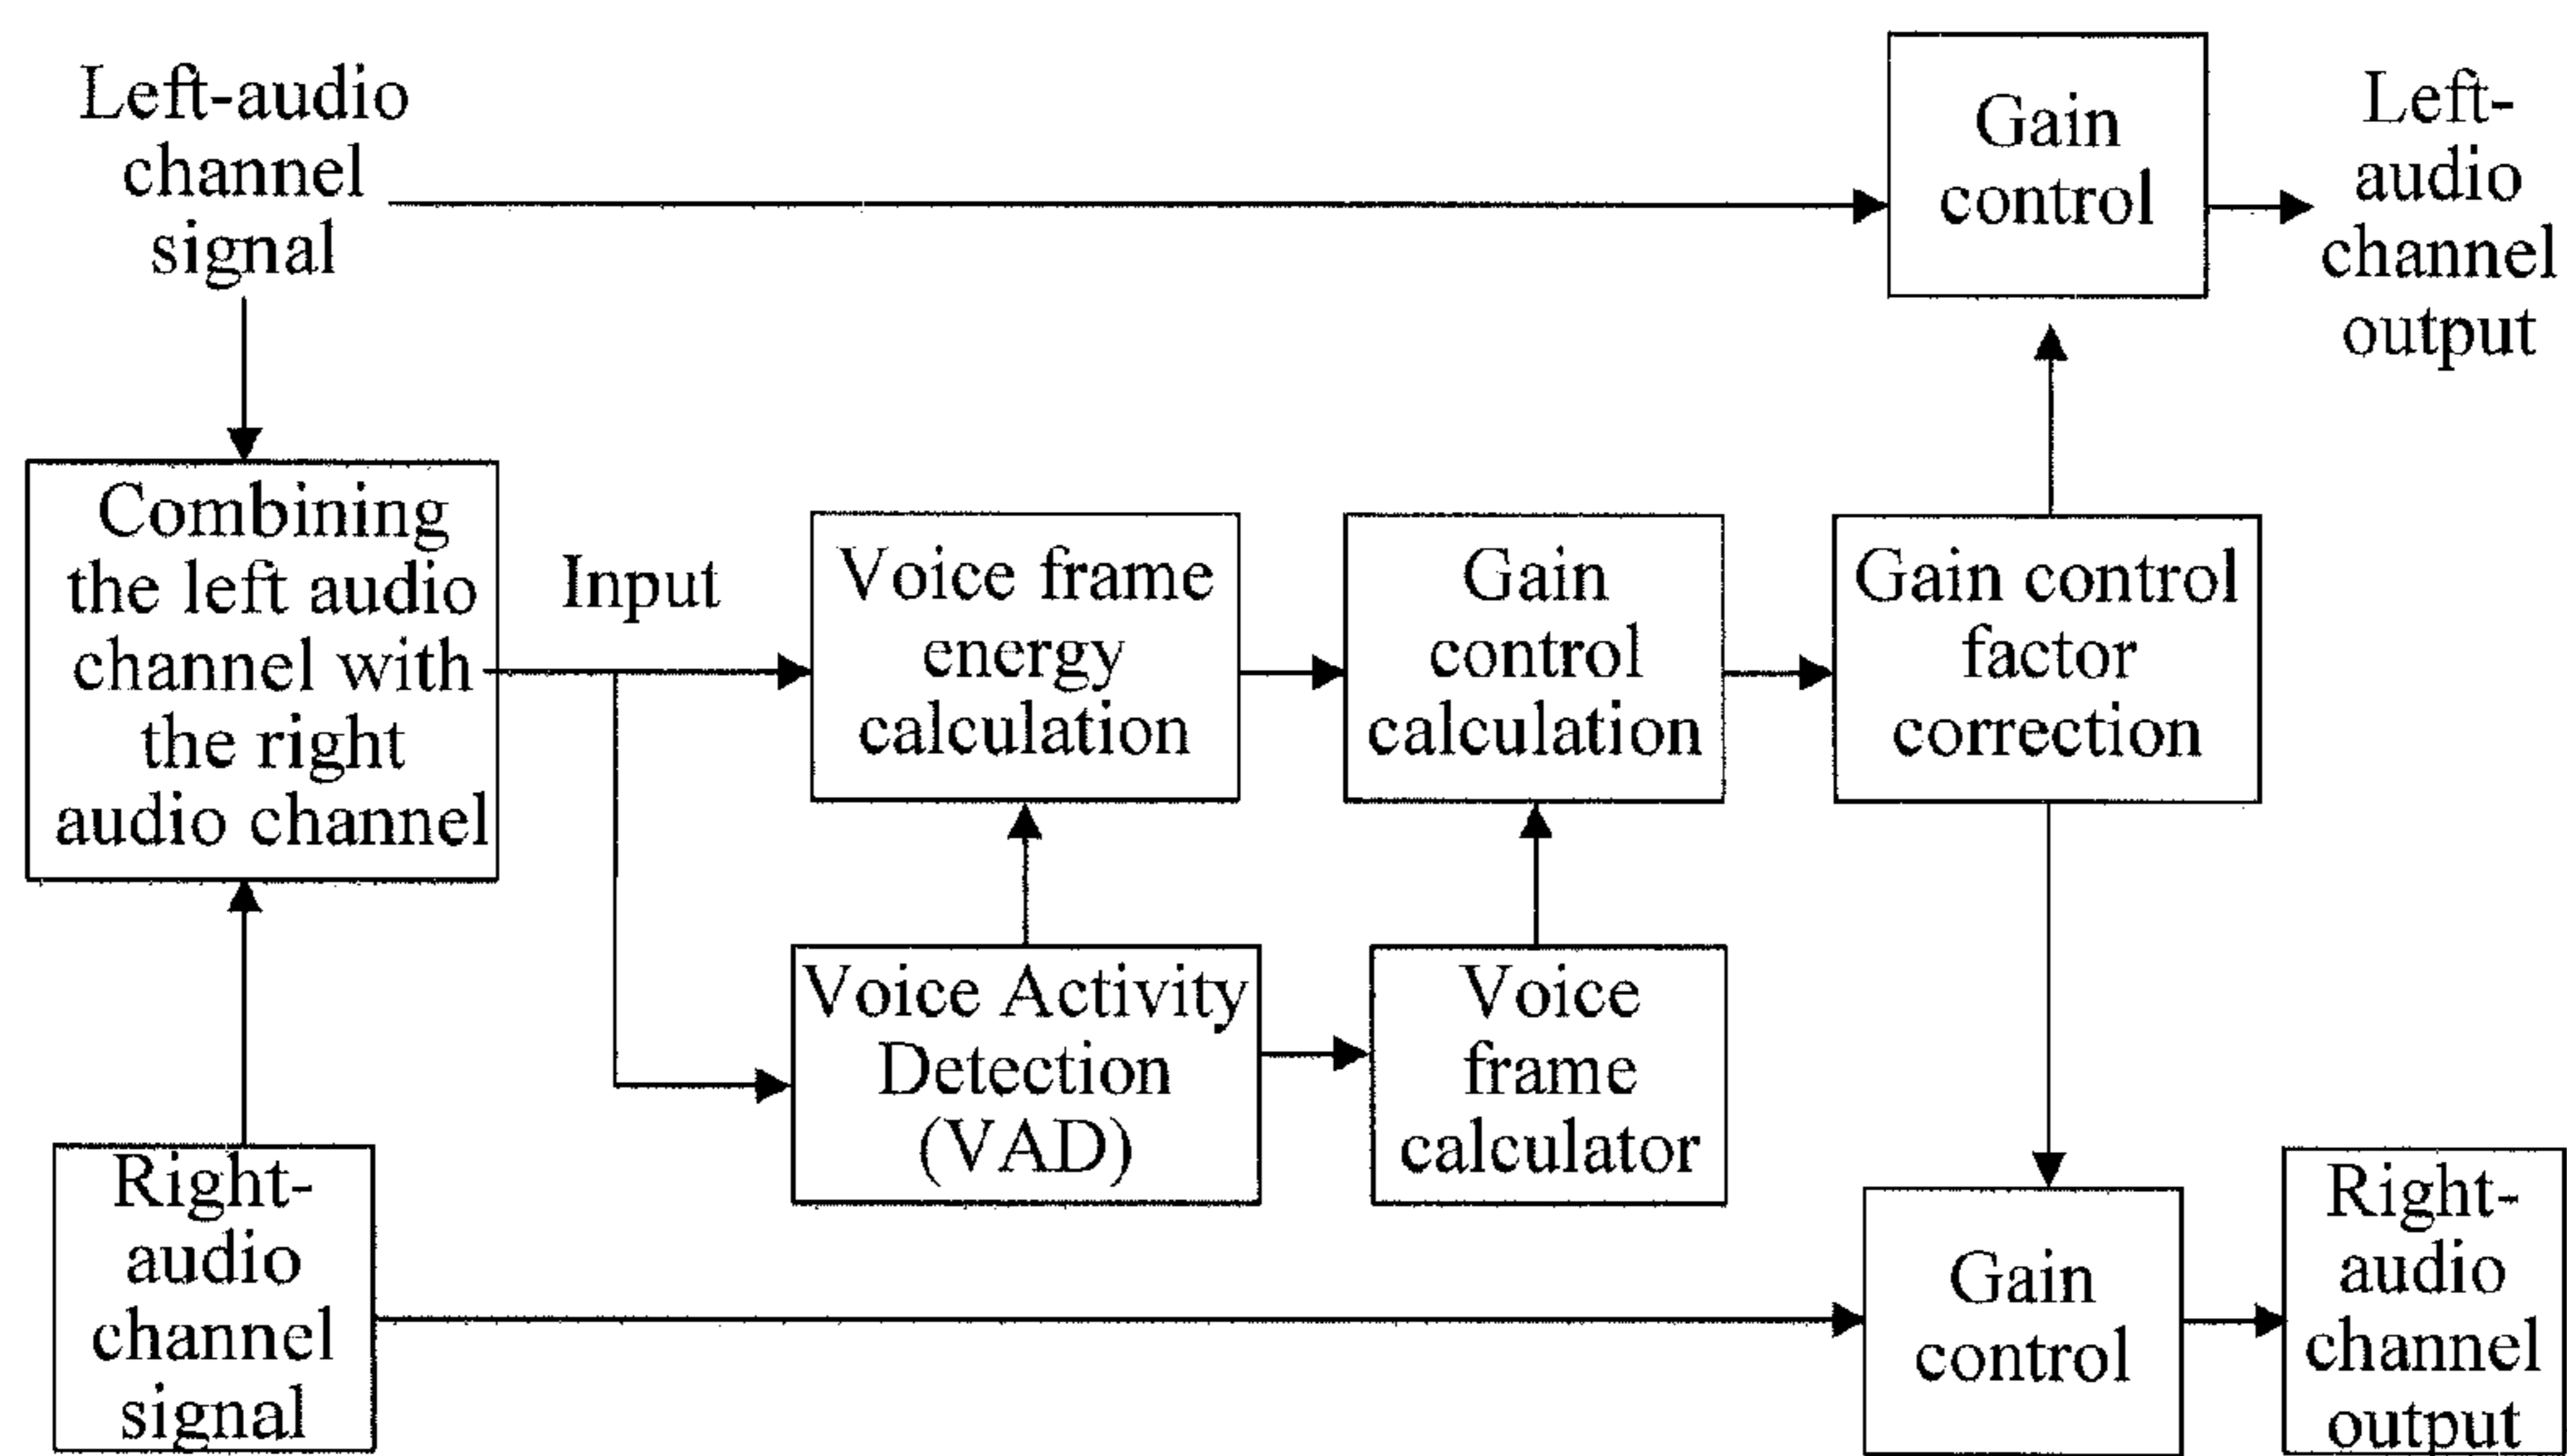 Left-audio
channel
signal
Gain
control
Left-
audio
channel
output
Combining
the left audio
channel with
the right
audio channel
Input
Voice frame
energy
calculation
Gain
control
calculation
Gain control
factor
correction
Voice Activity
Detection
(VAD)
Voice
frame
calculator
Right-
audio
channel
signal
Gain
control
Right-
audio
channel
output